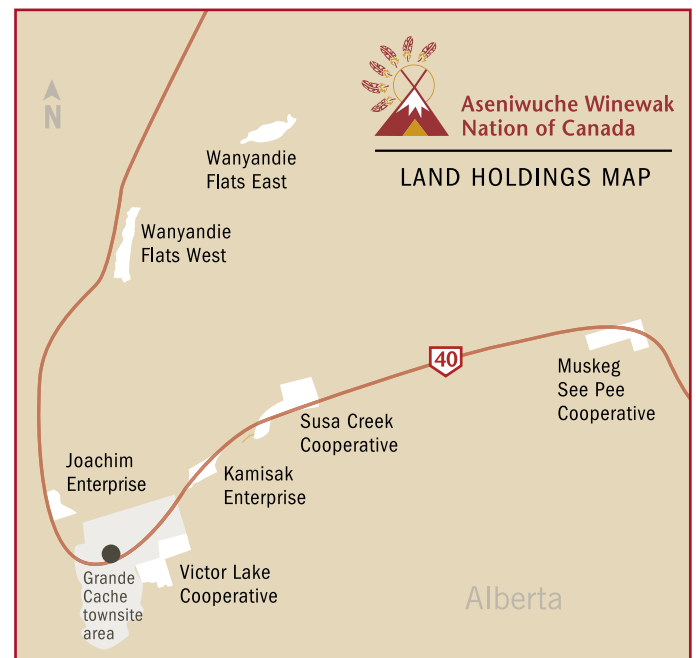 Aseniwuche Winewak
Nation of Canada
LAND HOLDINGS MAP
N
Wanyandie
Flats East
Wanyandie
Flats West
40
Muskeg
See Pee
Cooperative
Susa Creek
Cooperative
Kamisak
Enterprise
Joachim
Enterprise
Victor Lake
Cooperative
Grande
Cache
townsite
area
Alberta